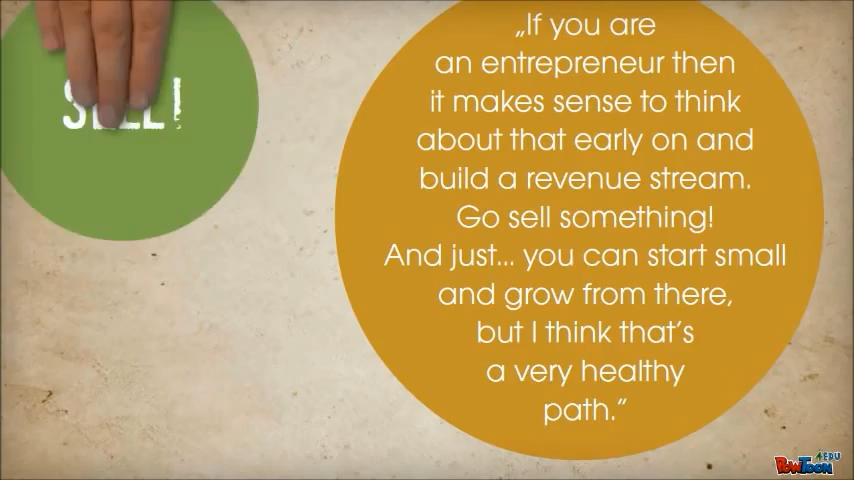 SELL!
„If you are
an entrepreneur then
it makes sense to think
about that early on and
build a revenue stream.
Go sell something!
And just... you can start small
and grow from there,
but I think that's
a very healthy
path.”
4EDU
POWTOON